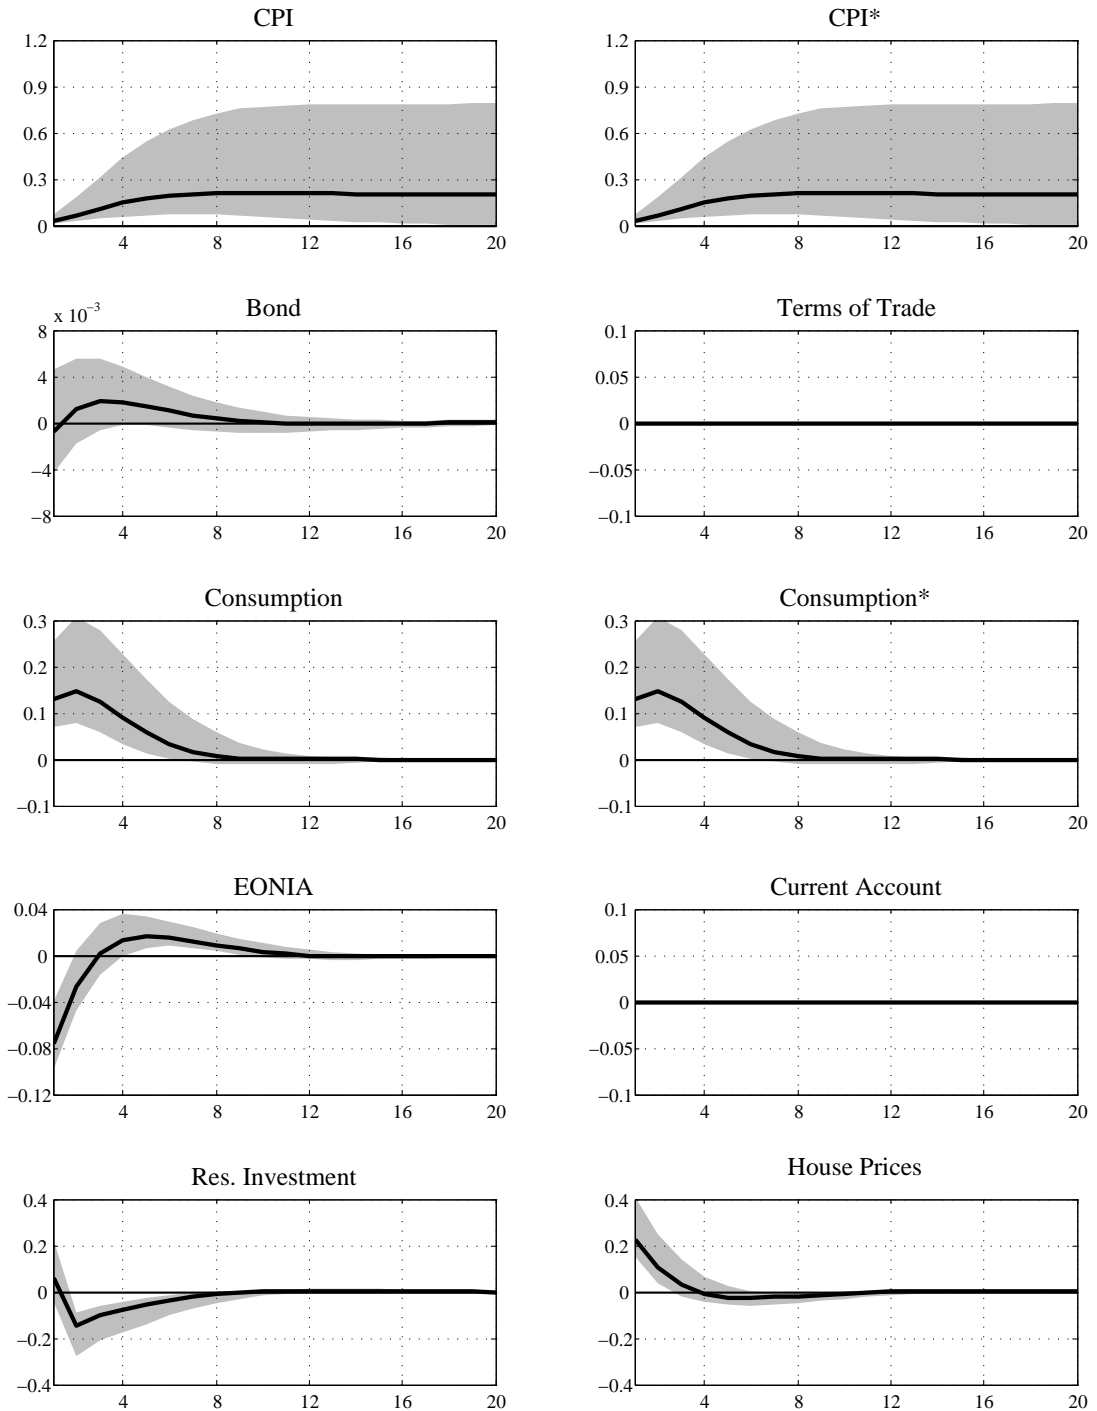 CPI
1.2
0.9
0.6
0.3
0
4 8 12 16 20
CPI*
1.2
0.9
0.6
0.3
0
4 8 12 16 20
Bond
x 10−3
8
4
0
−4
−8
4 8 12 16 20
Terms of Trade
0.1
0.05
0
−0.05
−0.1
4 8 12 16 20
Consumption
0.3
0.2
0.1
0
−0.1
4 8 12 16 20
Consumption*
0.3
0.2
0.1
0
−0.1
4 8 12 16 20
EONIA
0.04
0
−0.04
−0.08
−0.12
4 8 12 16 20
Current Account
0.1
0.05
0
−0.05
−0.1
4 8 12 16 20
Res. Investment
0.4
0.2
0
−0.2
−0.4
4 8 12 16 20
House Prices
0.4
0.2
0
−0.2
−0.4
4 8 12 16 20